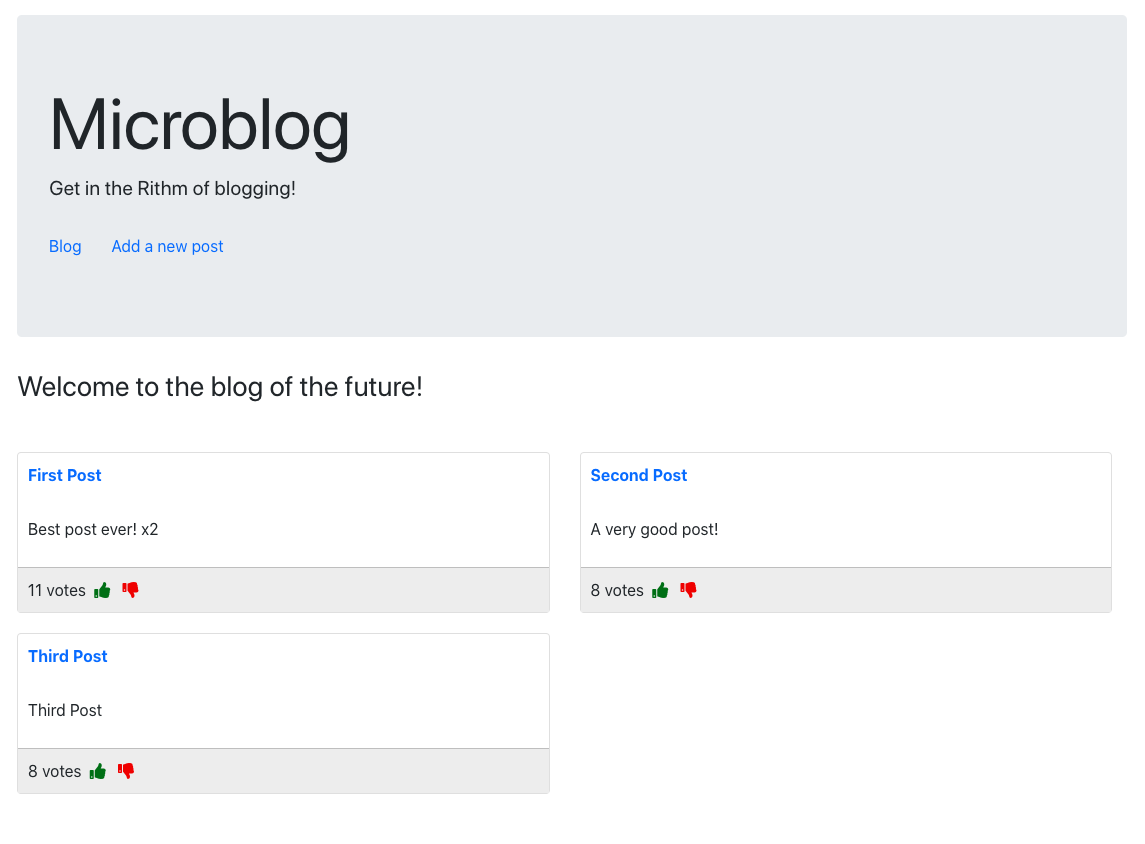 Microblog
Get in the Rithm of blogging!
Blog Add a new post
Welcome to the blog of the future!
First Post
Best post ever! x2
11 votes
Second Post
A very good post!
8 votes
Third Post
Third Post
8 votes